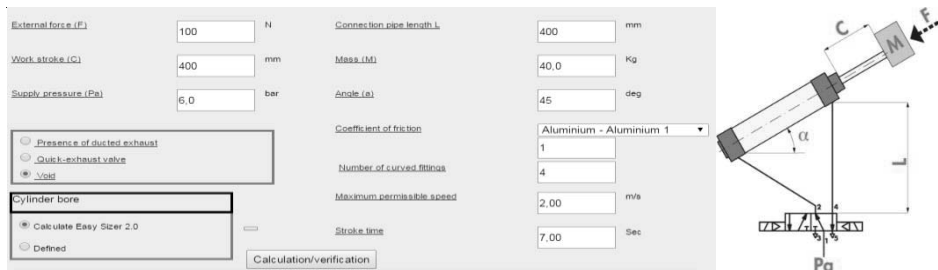 External force (F) 100 N
Work stroke (C) 400 mm
Supply pressure (Pa) 6,0 bar
Presence of ducted exhaust
Quick-exhaust valve
Void
Cylinder bore
Calculate Easy Sizer 2.0
Defined
Connection pipe length L 400 mm
Mass (M) 40,0 Kg
Angle (a) 45 deg
Coefficient of friction Aluminium - Aluminium 1
1
Number of curved fittings 4
Maximum permissible speed 2,00 m/s
Stroke time 7,00 Sec
Calculation/verification
C
M
F
α
L
2 4
T T 3 5
1
Pa